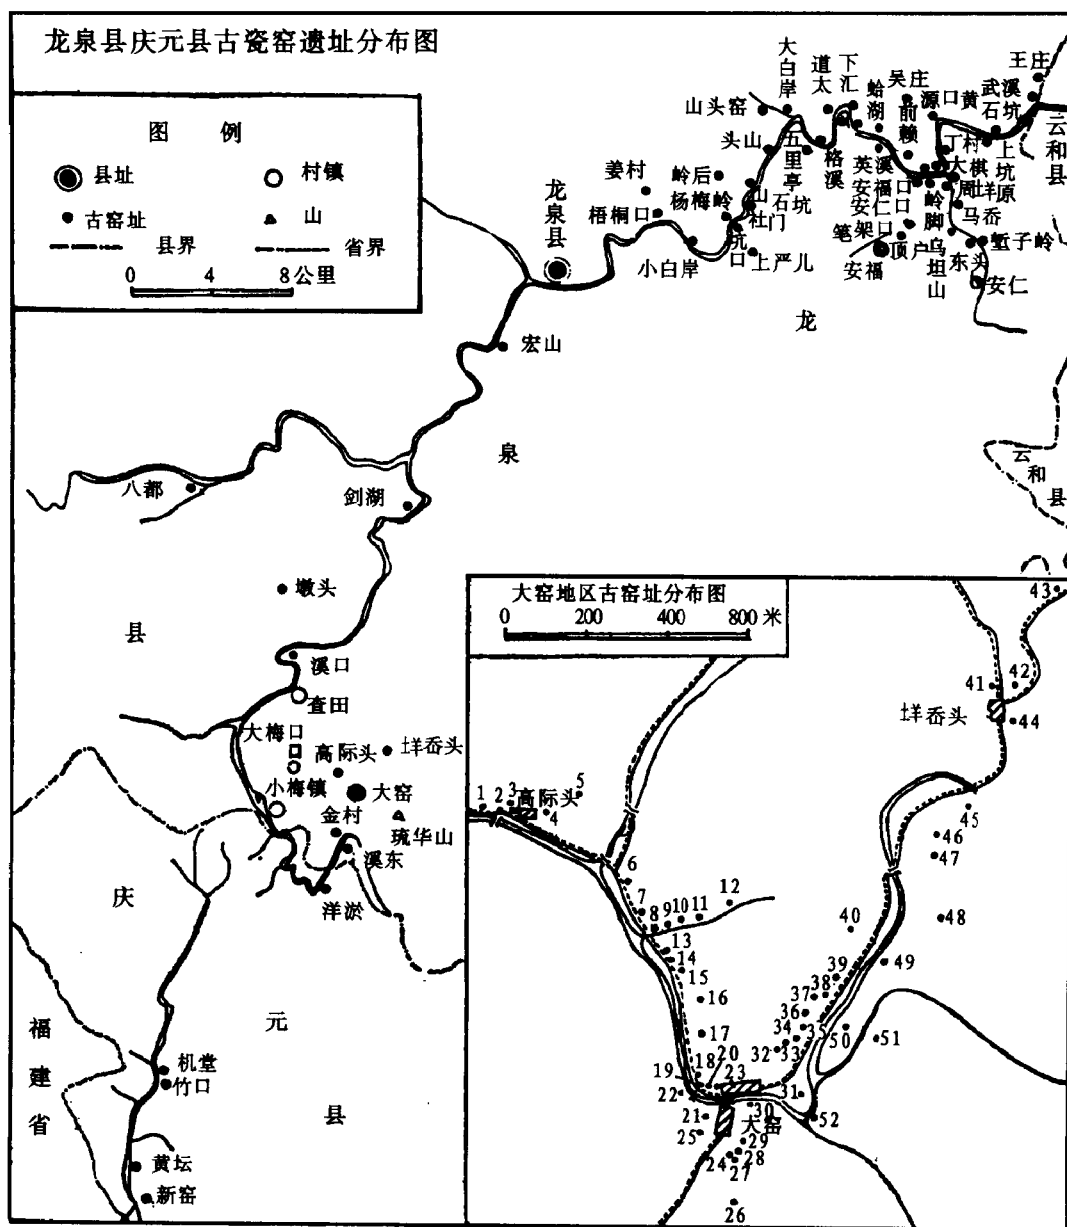 龙泉县庆元县古瓷窑遗址分布图
图 例
县址
村镇
古窑址
山
县界
省界
0 4 8公里
大白岸
道太
下汇
蛤湖
吴庄
前赖
源口
黄
石坑
武溪
王庄
云和县
山头窑
头山
五里亭
格溪
英溪
安福口
安仁口
丁村
大棋
上坑原
周垟
马岙
岭脚
笔架口
顶户
乌坦山
东头
堑子岭
安福
安仁
姜村
岭后
杨梅岭
梧桐口
山石坑
社门
坑口
上严儿
小白岸
龙泉县
宏山
龙
泉
县
八都
剑湖
墩头
溪口
查田
大梅口
高际头
垟岙头
小梅镇
大窑
金村
琉华山
溪东
洋淤
云和县
庆
元
县
福建省
机堂
竹口
黄坛
新窑
大窑地区古窑址分布图
0 200 400 800 米
高际头
垟岙头
大窑
1
2
3
4
5
6
7
8
9
10
11
12
13
14
15
16
17
18
19
20
21
22
23
24
25
26
27
28
29
30
31
32
33
34
35
36
37
38
39
40
41
42
43
44
45
46
47
48
49
50
51
52